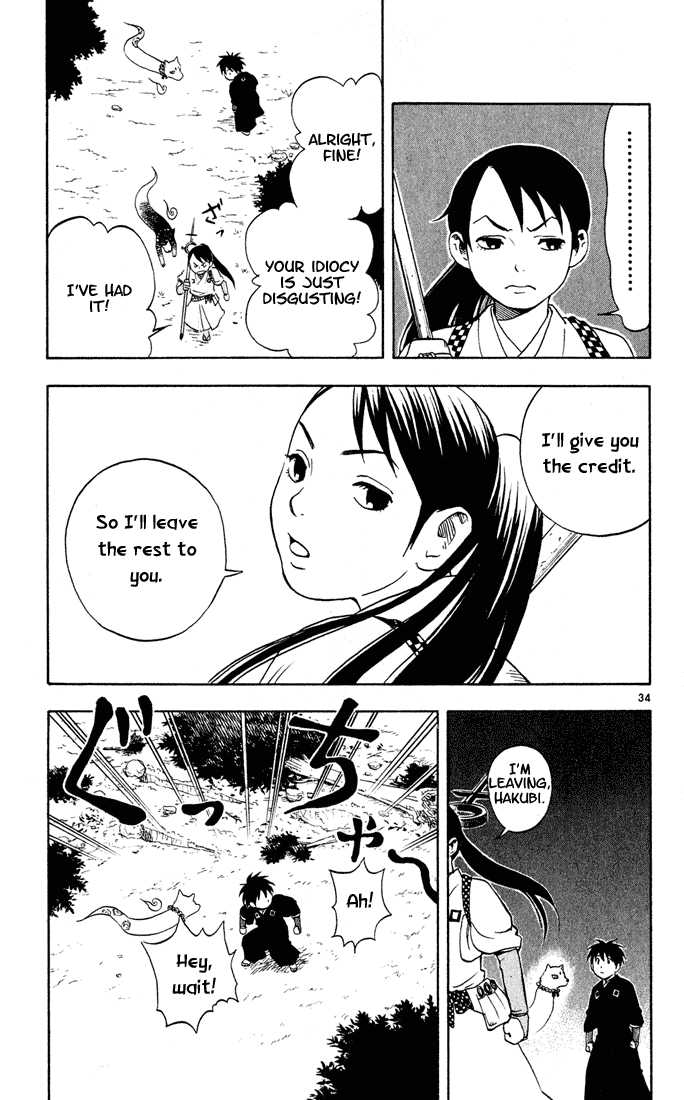 ............
ALRIGHT,
FINE!
YOUR IDIOCY
IS JUST
DISGUSTING!
ざっ
I'VE HAD
IT!
I'll give you
the credit.
So I'll leave
the rest to
you.
34
I'M
LEAVING,
HAKUBI.
ぐっちゃ
Ah!
Hey,
wait!